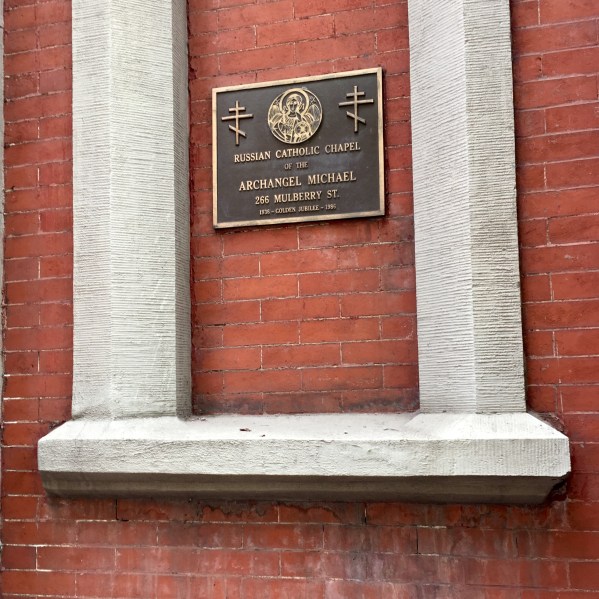 RUSSIAN CATHOLIC CHAPEL
OF THE
ARCHANGEL MICHAEL
266 MULBERRY ST.
1936 – GOLDEN JUBILEE – 1986